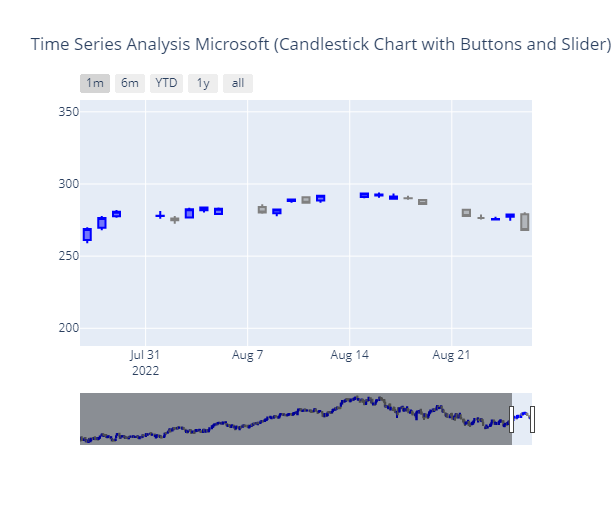 Time Series Analysis Microsoft (Candlestick Chart with Buttons and Slider)
1m 6m YTD 1y all
350
300
250
200
Jul 31 Aug 7 Aug 14 Aug 21
2022